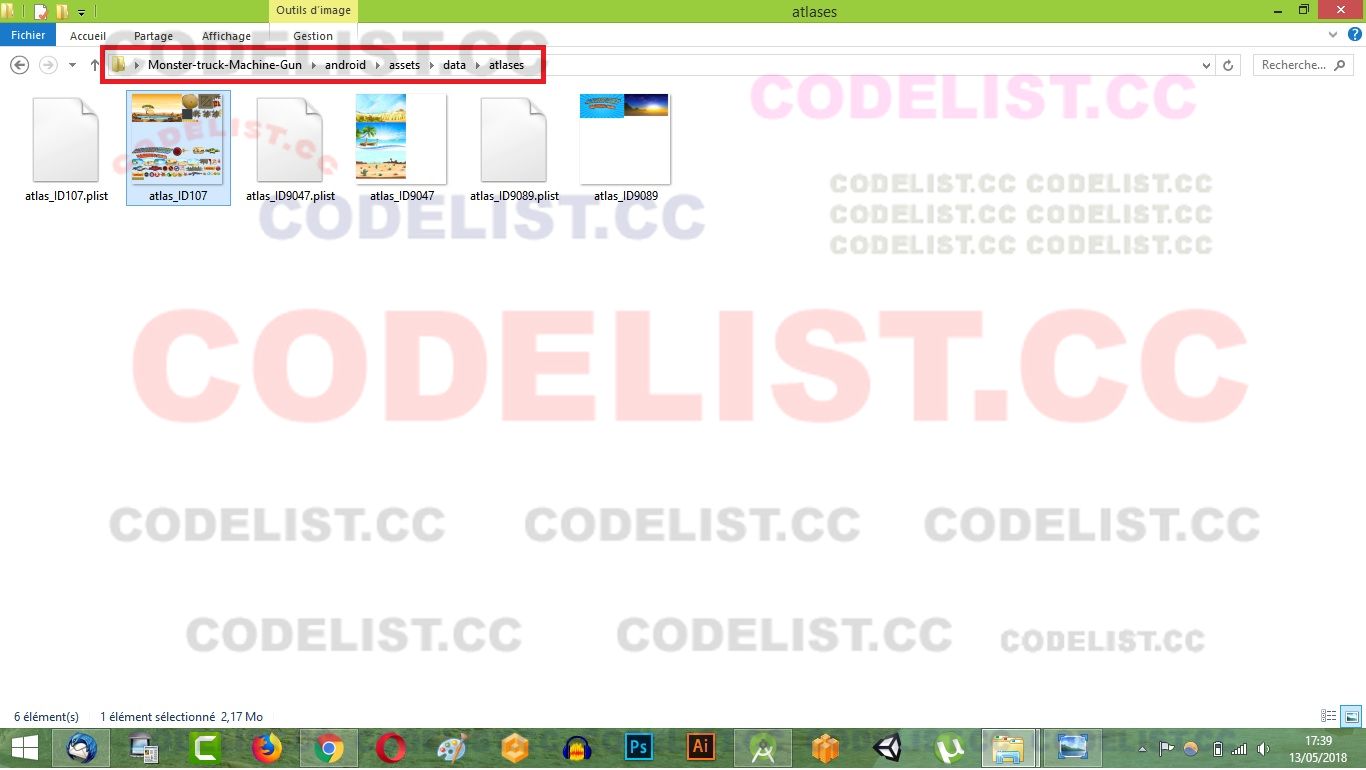 Outils d'image
atlases
Fichier
Accueil
Partage
Affichage
Gestion
CODELIST.CC
Monster-truck-Machine-Gun
android
assets
data
atlases
Recherche...
CODELIST.CC
CODELIST.CC
atlas_ID107.plist
atlas_ID107
atlas_ID9047.plist
atlas_ID9047
atlas_ID9089.plist
atlas_ID9089
CODELIST.CC CODELIST.CC
CODELIST.CC
CODELIST.CC CODELIST.CC
CODELIST.CC CODELIST.CC
CODELIST.CC
CODELIST.CC
CODELIST.CC
CODELIST.CC
CODELIST.CC
CODELIST.CC
CODELIST.CC
6 élément(s)
1 élément sélectionné 2,17 Mo
Ps
Ai
17:39
13/05/2018